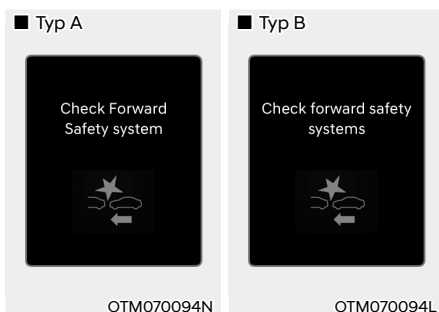 ■ Typ A
Check Forward
Safety system
OTM070094N
■ Typ B
Check forward safety
systems
OTM070094L